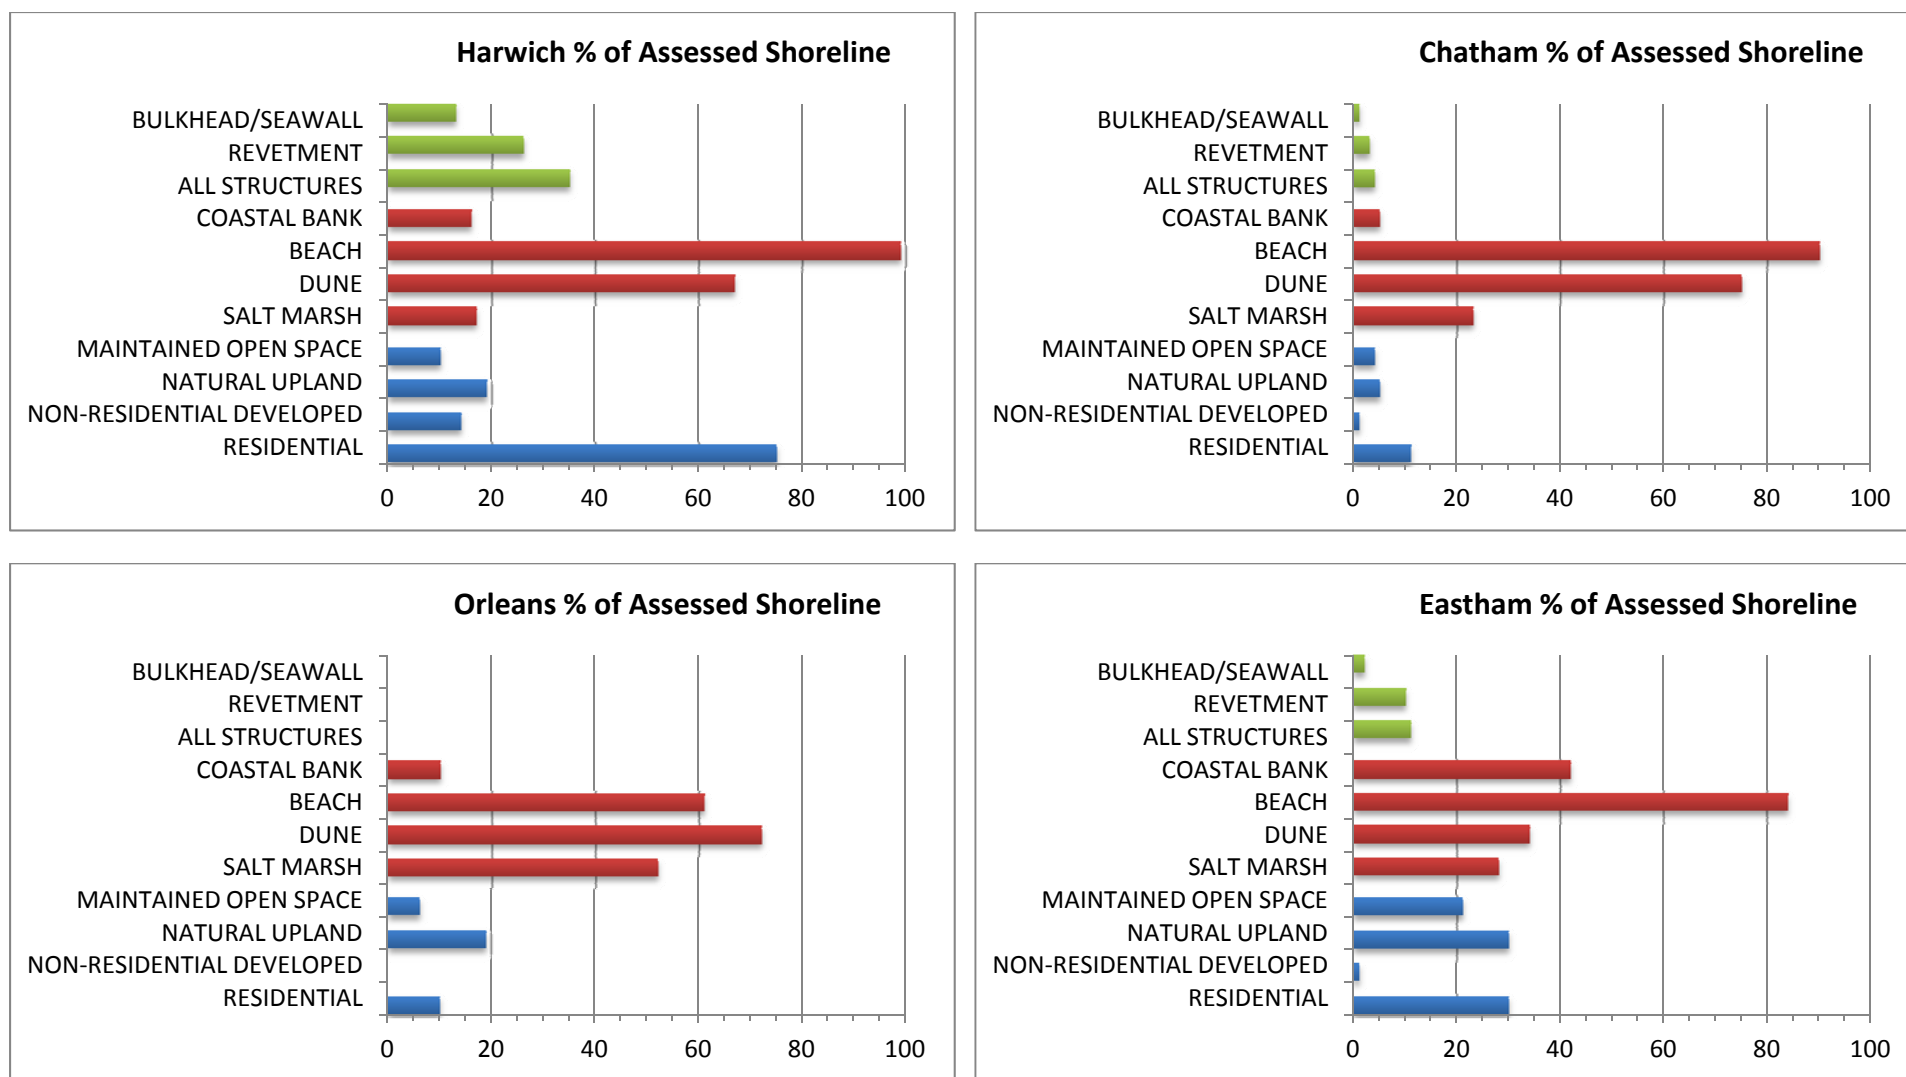 Harwich % of Assessed Shoreline
BULKHEAD/SEAWALL
REVETMENT
ALL STRUCTURES
COASTAL BANK
BEACH
DUNE
SALT MARSH
MAINTAINED OPEN SPACE
NATURAL UPLAND
NON-RESIDENTIAL DEVELOPED
RESIDENTIAL
0 20 40 60 80 100
Chatham % of Assessed Shoreline
BULKHEAD/SEAWALL
REVETMENT
ALL STRUCTURES
COASTAL BANK
BEACH
DUNE
SALT MARSH
MAINTAINED OPEN SPACE
NATURAL UPLAND
NON-RESIDENTIAL DEVELOPED
RESIDENTIAL
0 20 40 60 80 100
Orleans % of Assessed Shoreline
BULKHEAD/SEAWALL
REVETMENT
ALL STRUCTURES
COASTAL BANK
BEACH
DUNE
SALT MARSH
MAINTAINED OPEN SPACE
NATURAL UPLAND
NON-RESIDENTIAL DEVELOPED
RESIDENTIAL
0 20 40 60 80 100
Eastham % of Assessed Shoreline
BULKHEAD/SEAWALL
REVETMENT
ALL STRUCTURES
COASTAL BANK
BEACH
DUNE
SALT MARSH
MAINTAINED OPEN SPACE
NATURAL UPLAND
NON-RESIDENTIAL DEVELOPED
RESIDENTIAL
0 20 40 60 80 100